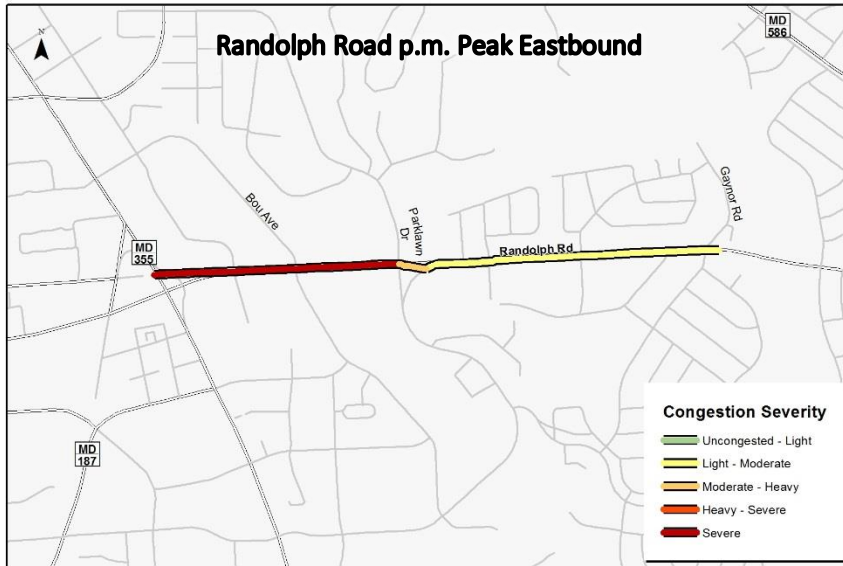 Randolph Road p.m. Peak Eastbound
N
MD
586
Bou Ave
Parklawn
Dr
Gaynor Rd
MD
355
Randolph Rd
MD
187
Congestion Severity
Uncongested - Light
Light - Moderate
Moderate - Heavy
Heavy - Severe
Severe